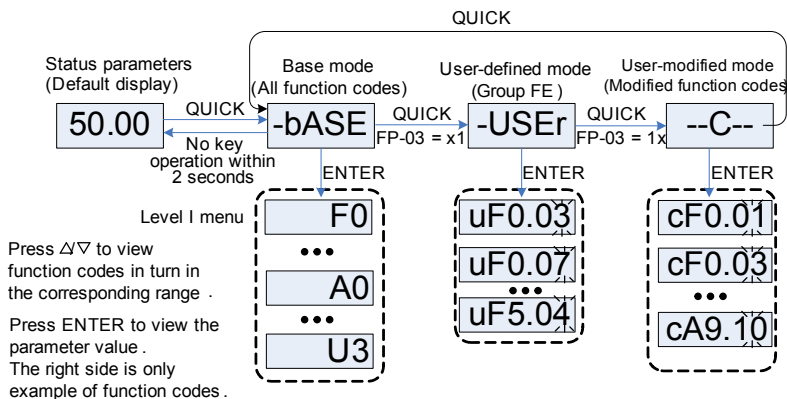 QUICK
Status parameters
(Default display)
Base mode
(All function codes)
User-defined mode
(Group FE )
User-modified mode
(Modified function codes)
50.00
QUICK
-bASE
QUICK
FP-03 = x1
-USEr
QUICK
FP-03 = 1x
--C--
No key
operation within
2 seconds
ENTER
ENTER
ENTER
Level I menu
F0
A0
U3
uF0.03
uF0.07
uF5.04
cF0.01
cF0.03
cA9.10
Press △/▽ to view
function codes in turn in
the corresponding range .
Press ENTER to view the
parameter value .
The right side is only
example of function codes .